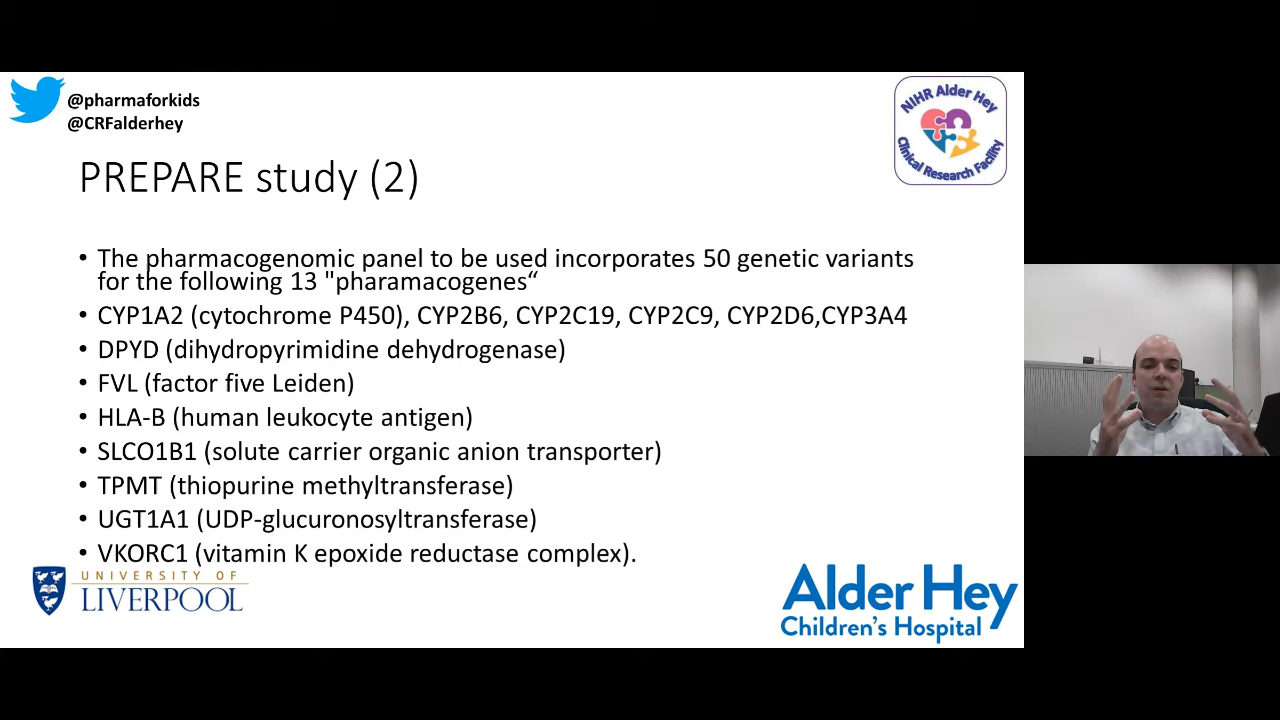 @pharmaforkids
@CRFalderhey
NIHR Alder Hey
Clinical Research Facility
PREPARE study (2)
• The pharmacogenomic panel to be used incorporates 50 genetic variants
for the following 13 "pharamacogenes“
• CYP1A2 (cytochrome P450), CYP2B6, CYP2C19, CYP2C9, CYP2D6,CYP3A4
• DPYD (dihydropyrimidine dehydrogenase)
• FVL (factor five Leiden)
• HLA-B (human leukocyte antigen)
• SLCO1B1 (solute carrier organic anion transporter)
• TPMT (thiopurine methyltransferase)
• UGT1A1 (UDP-glucuronosyltransferase)
• VKORC1 (vitamin K epoxide reductase complex).
UNIVERSITY OF
LIVERPOOL
Alder Hey
Children's Hospital